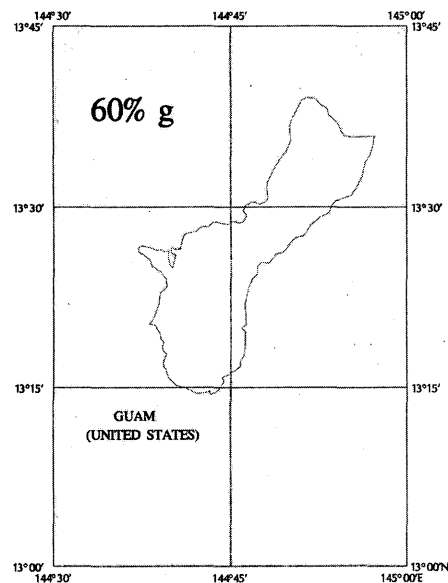 144°30′ 144°45′ 145°00′
13°45′ 13°45′
60% g
13°30′ 13°30′
13°15′ 13°15′
GUAM
(UNITED STATES)
13°00′ 13°00′N
144°30′ 144°45′ 145°00′E